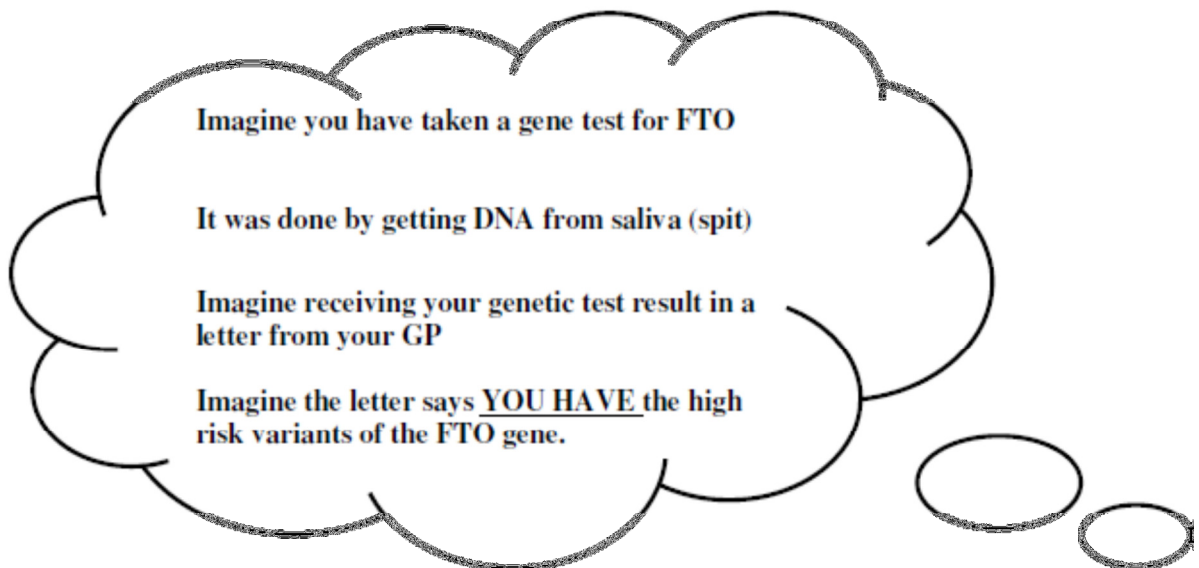 Imagine you have taken a gene test for FTO
It was done by getting DNA from saliva (spit)
Imagine receiving your genetic test result in a
letter from your GP
Imagine the letter says YOU HAVE the high
risk variants of the FTO gene.